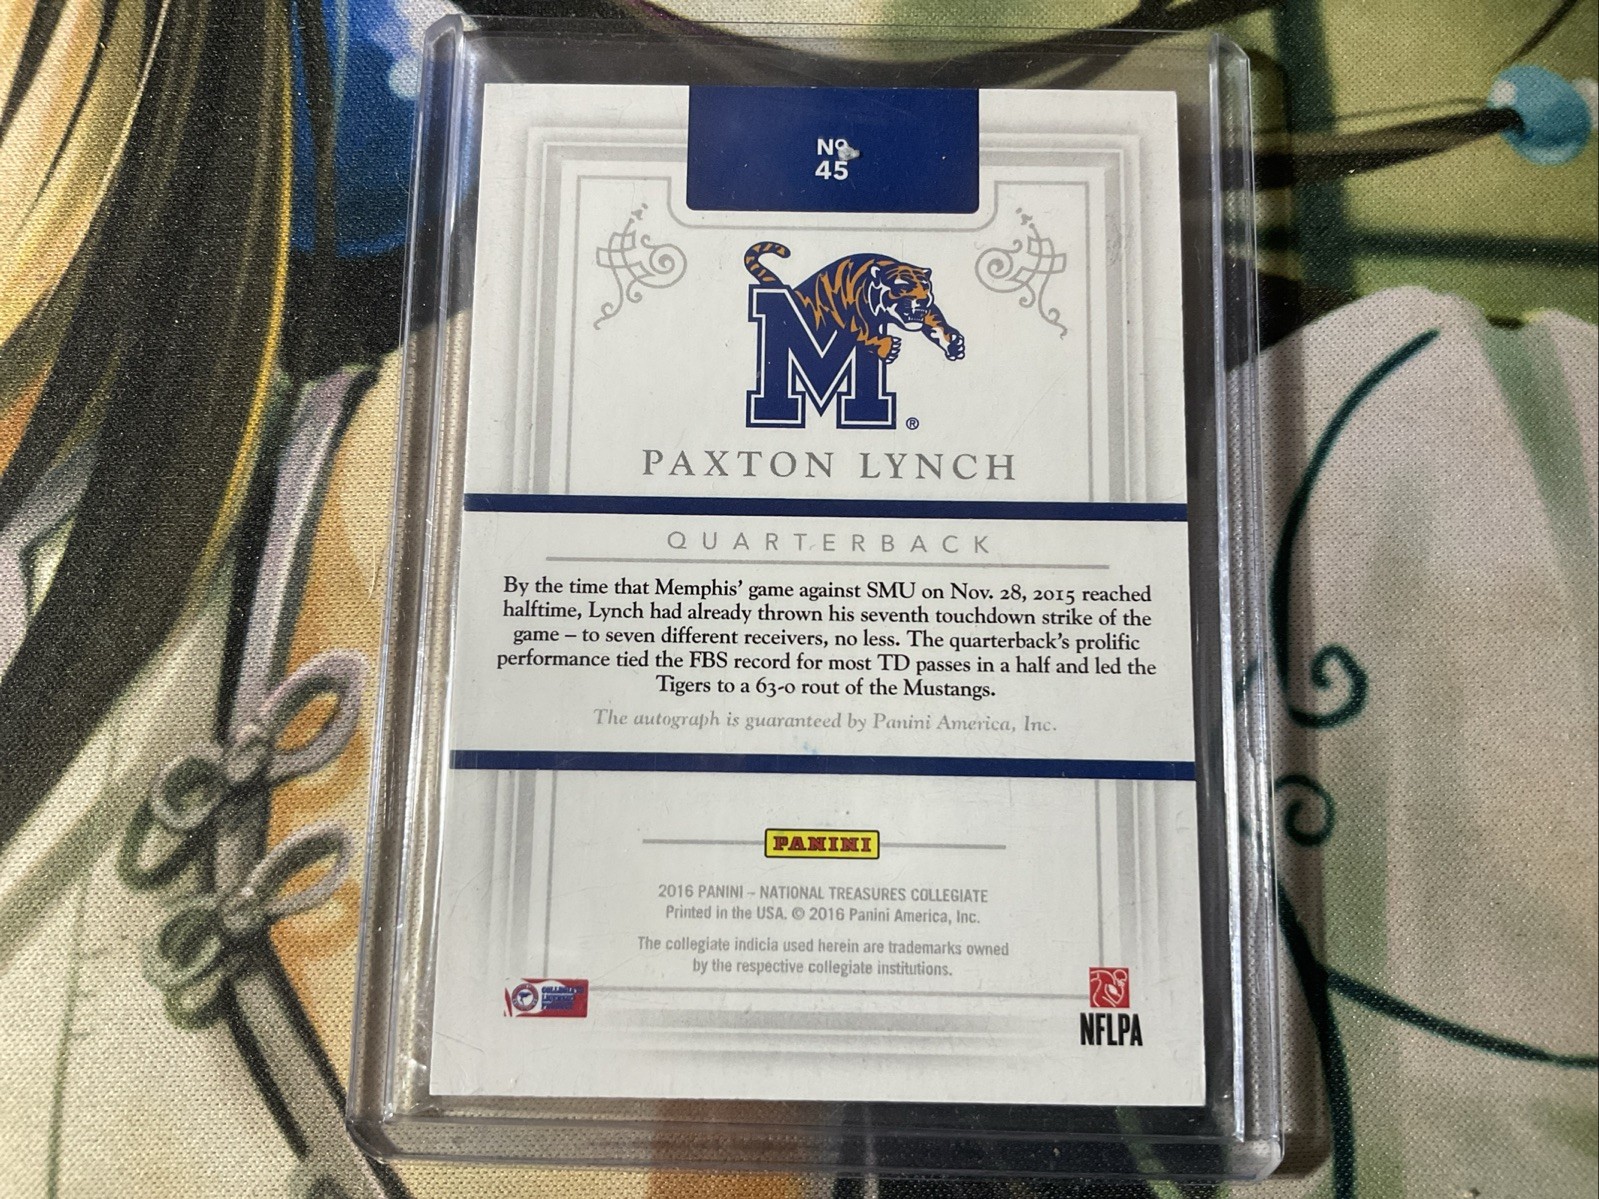 Nº
45
M®
PAXTON LYNCH
QUARTERBACK
By the time that Memphis' game against SMU on Nov. 28, 2015 reached
halftime, Lynch had already thrown his seventh touchdown strike of the
game – to seven different receivers, no less. The quarterback's prolific
performance tied the FBS record for most TD passes in a half and led the
Tigers to a 63-0 rout of the Mustangs.
The autograph is guaranteed by Panini America, Inc.
PANINI
2016 PANINI – NATIONAL TREASURES COLLEGIATE
Printed in the USA. © 2016 Panini America, Inc.
The collegiate indicia used herein are trademarks owned
by the respective collegiate institutions.
NFLPA